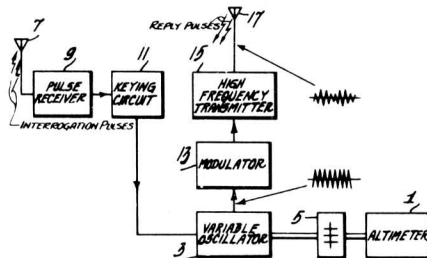 7
REPLY PULSES
17
9
PULSE
RECEIVER
11
KEYING
CIRCUIT
15
HIGH
FREQUENCY
TRANSMITTER
INTERROGATION PULSES
13
MODULATOR
3
VARIABLE
OSCILLATOR
5
1
ALTIMETER